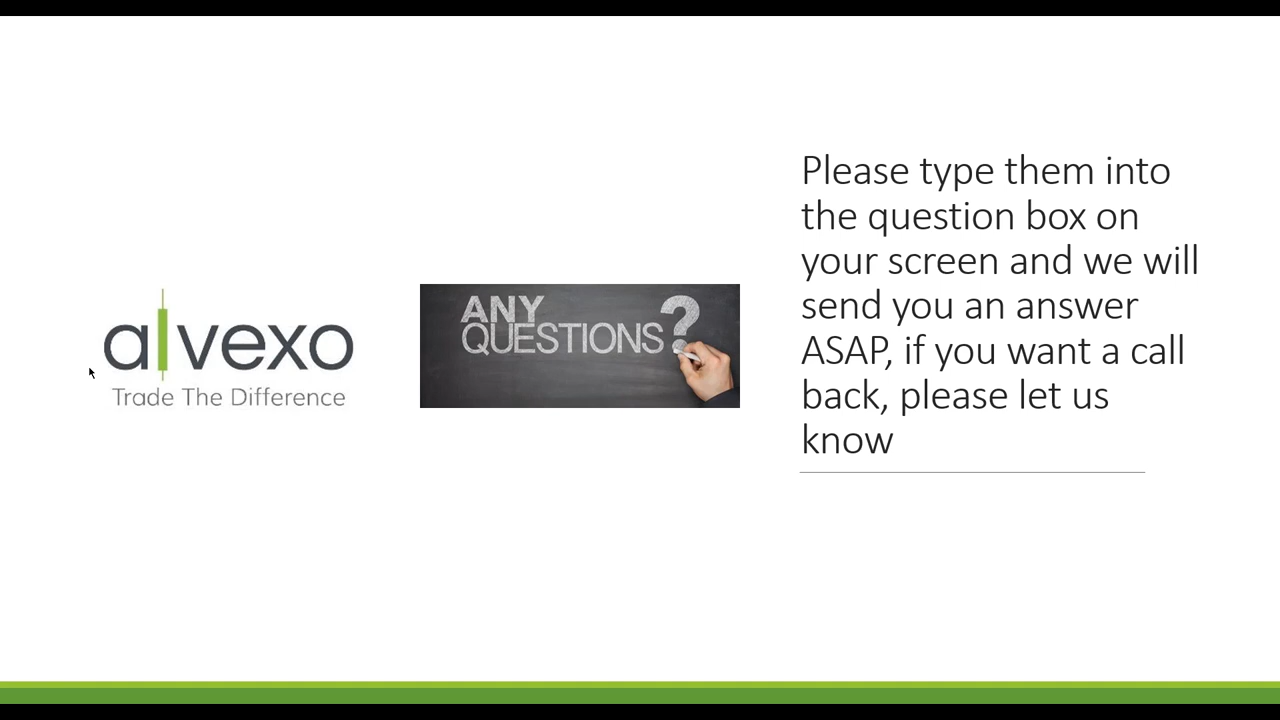 alvexo
Trade The Difference
ANY
QUESTIONS?
Please type them into
the question box on
your screen and we will
send you an answer
ASAP, if you want a call
back, please let us
know